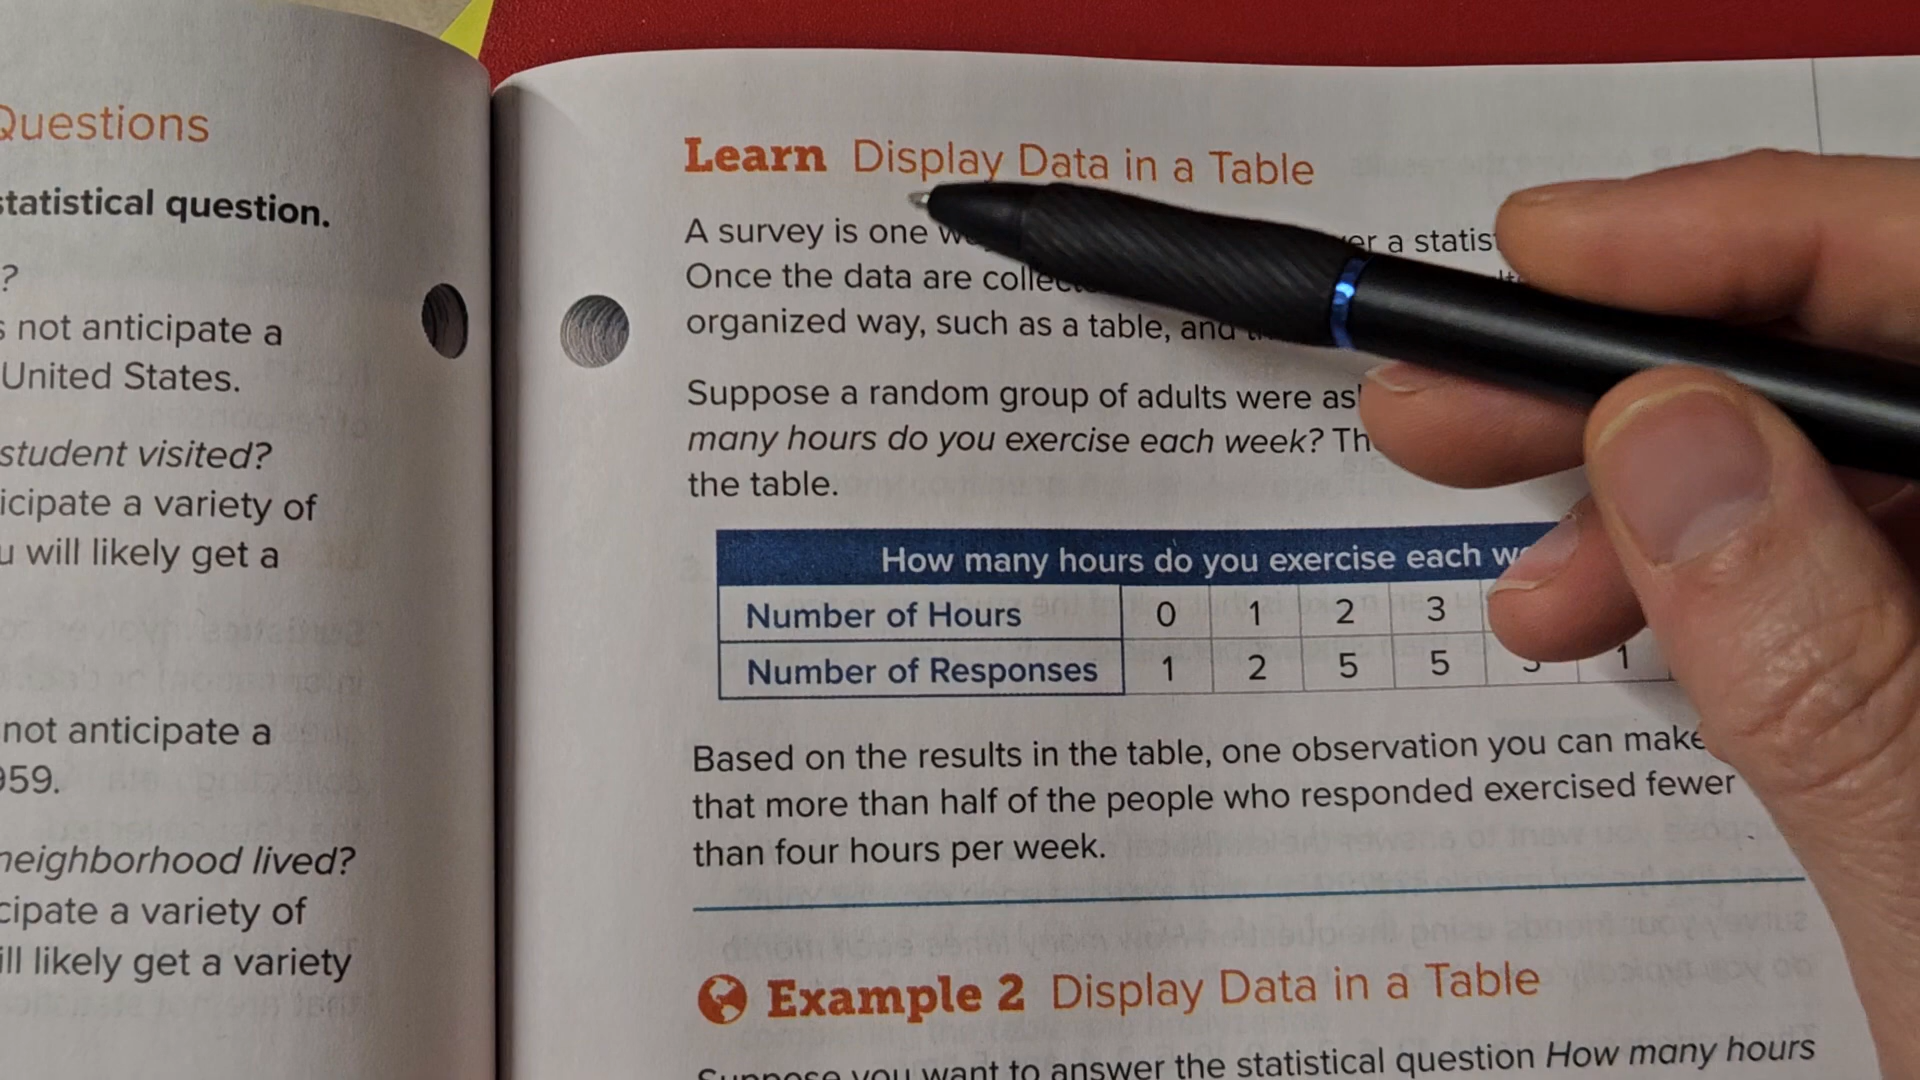 Questions
statistical question.
?
s not anticipate a
United States.
student visited?
icipate a variety of
u will likely get a
not anticipate a
959.
neighborhood lived?
cipate a variety of
ill likely get a variety
Learn Display Data in a Table
A survey is one a statis
Once the data are colle
organized way, such as a table, and
Suppose a random group of adults were as
many hours do you exercise each week? Th
the table.
How many hours do you exercise each w
Number of Hours 0 1 2 3
Number of Responses 1 2 5 5 1
Based on the results in the table, one observation you can make
that more than half of the people who responded exercised fewer
than four hours per week.
Example 2 Display Data in a Table
Suppose you want to answer the statistical question How many hours